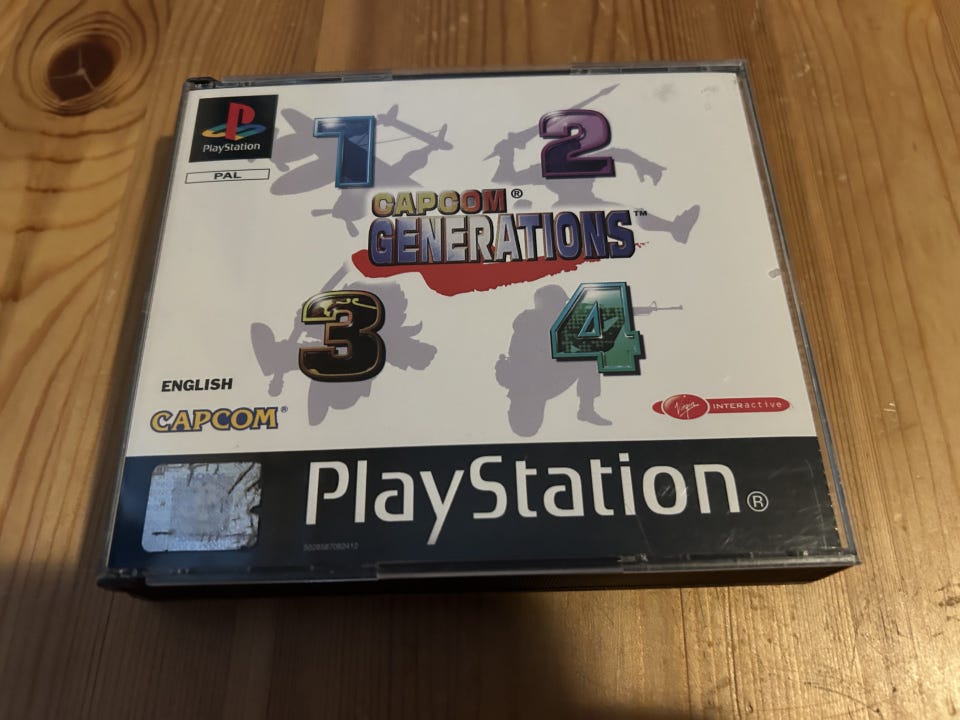 PlayStation
PAL
1
2
CAPCOM®
GENERATIONS™
3
4
ENGLISH
CAPCOM®
Virgin INTERactive
PlayStation®